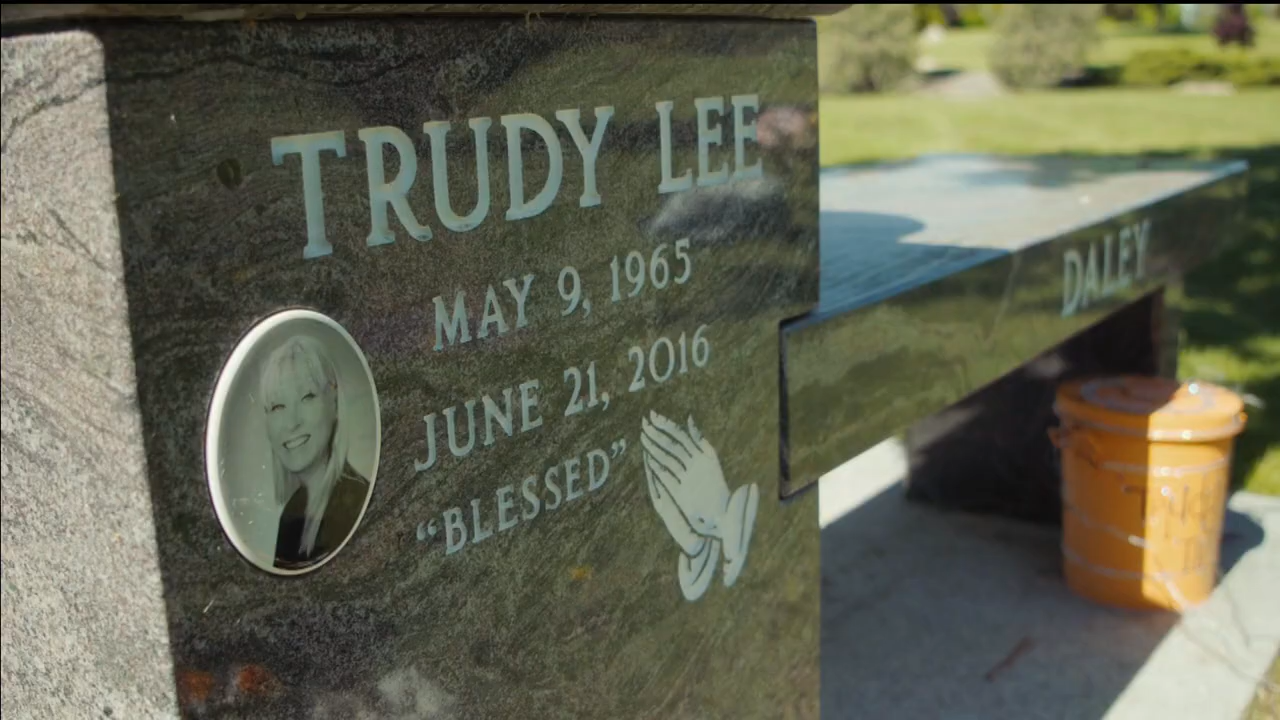 TRUDY LEE
MAY 9, 1965
JUNE 21, 2016
“BLESSED”
DALEY